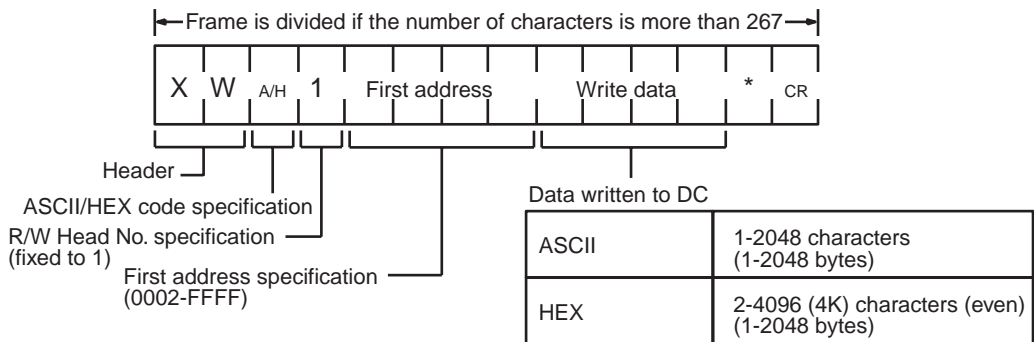 Frame is divided if the number of characters is more than 267
X W A/H 1 First address Write data * CR
Header
ASCII/HEX code specification
R/W Head No. specification
(fixed to 1)
First address specification
(0002-FFFF)
Data written to DC
ASCII 1-2048 characters
(1-2048 bytes)
HEX 2-4096 (4K) characters (even)
(1-2048 bytes)